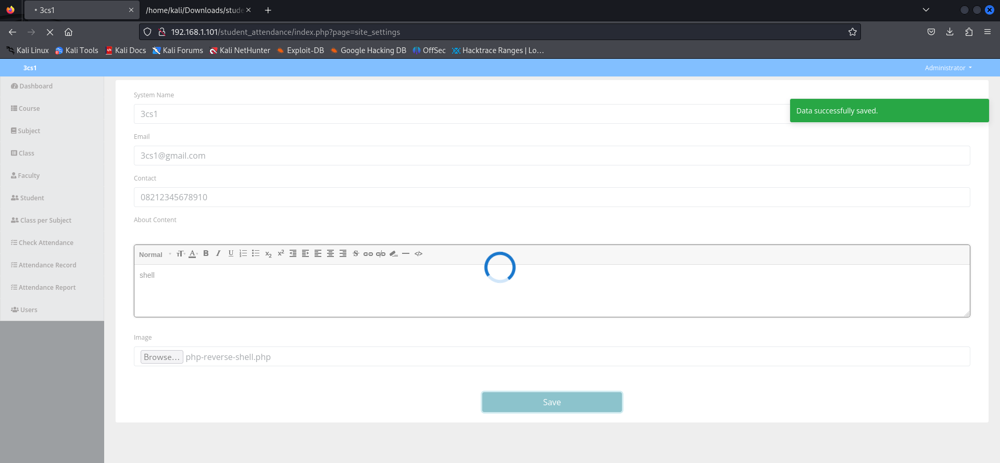 3cs1
/home/kali/Downloads/stude
192.168.1.101/student_attendance/index.php?page=site_settings
Kali Linux Kali Tools Kali Docs Kali Forums Kali NetHunter Exploit-DB Google Hacking DB OffSec Hacktrace Ranges | Lo…
3cs1 Administrator
Dashboard
Course
Subject
Class
Faculty
Student
Class per Subject
Check Attendance
Attendance Record
Attendance Report
Users
System Name
3cs1
Data successfully saved.
Email
3cs1@gmail.com
Contact
08212345678910
About Content
Normal
shell
Image
Browse… php-reverse-shell.php
Save